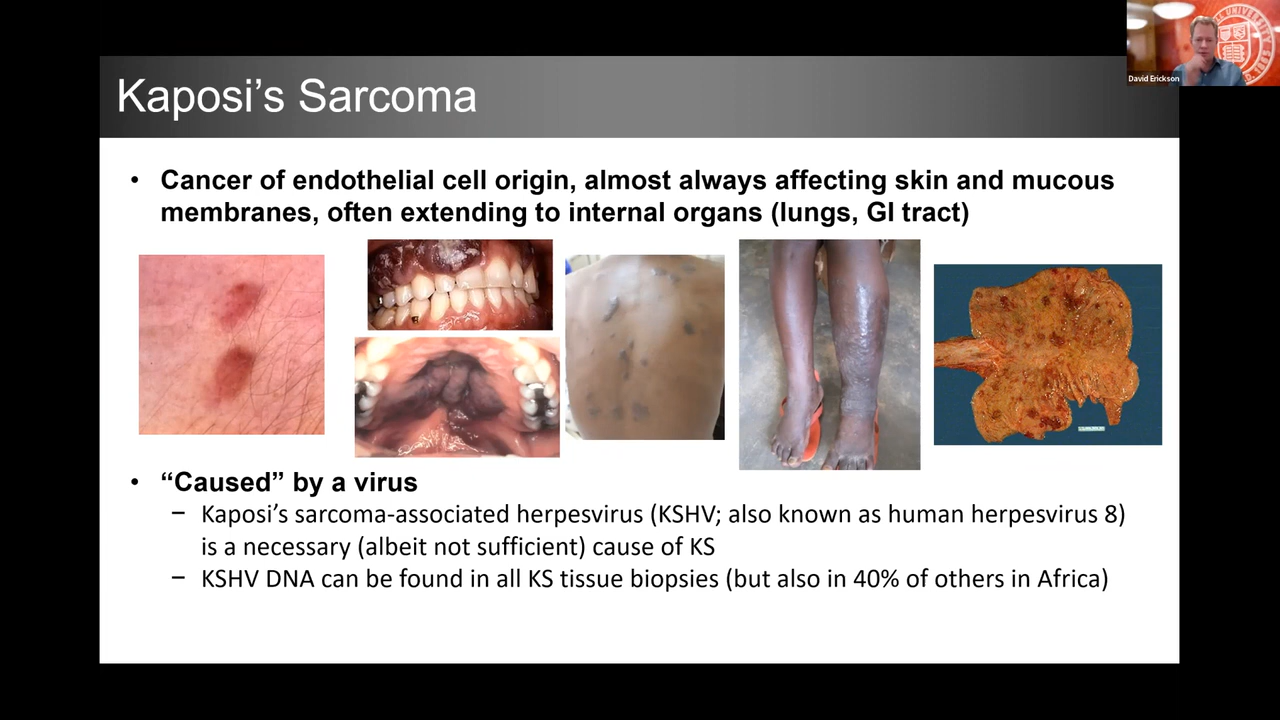 David Erickson
Kaposi’s Sarcoma
• Cancer of endothelial cell origin, almost always affecting skin and mucous
membranes, often extending to internal organs (lungs, GI tract)
• “Caused” by a virus
– Kaposi’s sarcoma-associated herpesvirus (KSHV; also known as human herpesvirus 8)
is a necessary (albeit not sufficient) cause of KS
– KSHV DNA can be found in all KS tissue biopsies (but also in 40% of others in Africa)